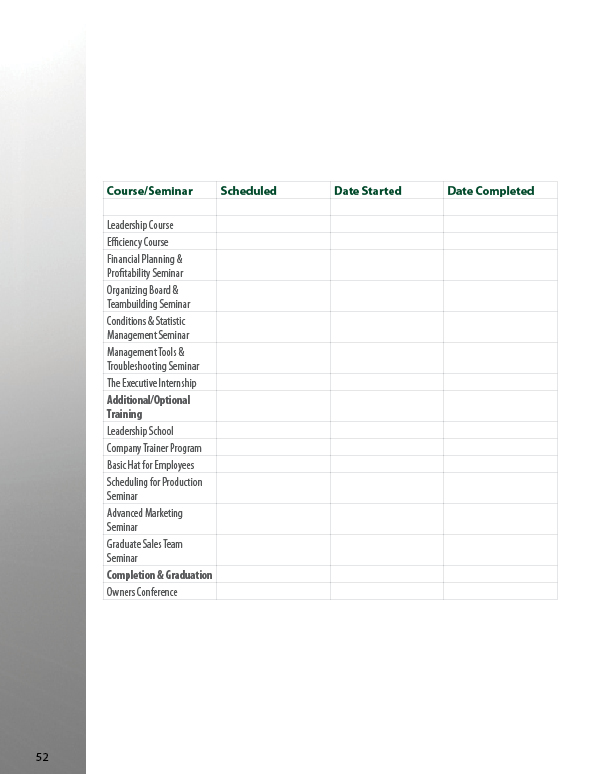 Course/Seminar Scheduled Date Started Date Completed
Leadership Course
Efficiency Course
Financial Planning &
Profitability Seminar
Organizing Board &
Teambuilding Seminar
Conditions & Statistic
Management Seminar
Management Tools &
Troubleshooting Seminar
The Executive Internship
Additional/Optional
Training
Leadership School
Company Trainer Program
Basic Hat for Employees
Scheduling for Production
Seminar
Advanced Marketing
Seminar
Graduate Sales Team
Seminar
Completion & Graduation
Owners Conference
52